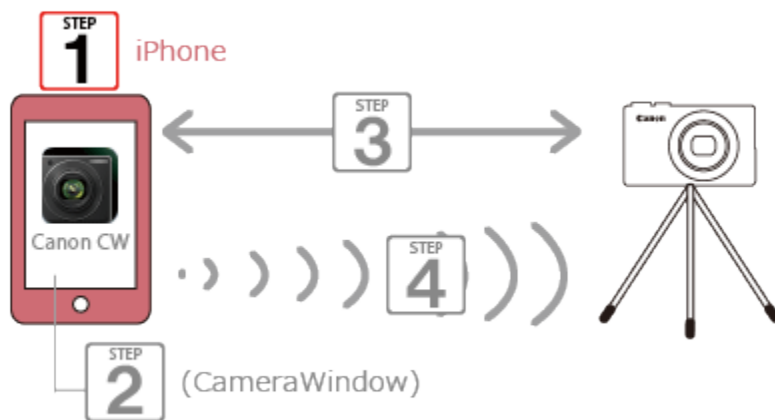 STEP
1
iPhone
STEP
3
Canon
Canon CW
STEP
4
STEP
2
(CameraWindow)